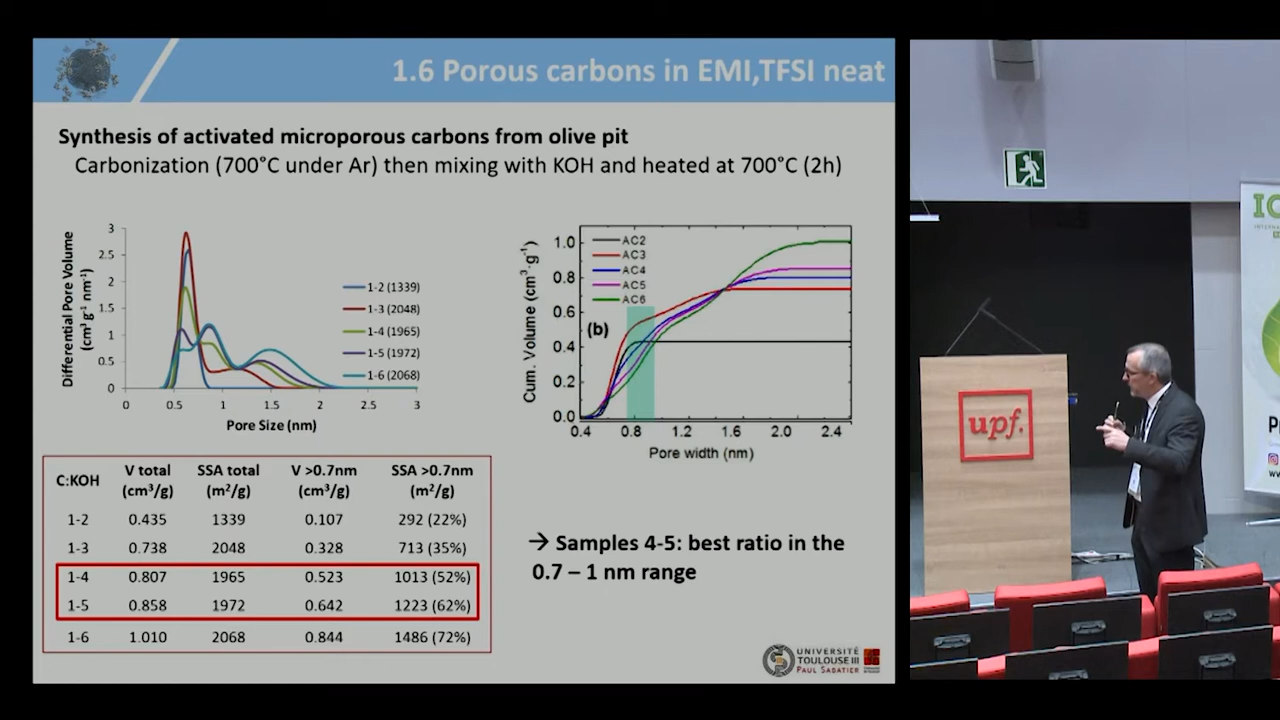 1.6 Porous carbons in EMI,TFSI neat
Synthesis of activated microporous carbons from olive pit
Carbonization (700°C under Ar) then mixing with KOH and heated at 700°C (2h)
Differential Pore Volume
(cm³ g⁻¹ nm⁻¹)
3
2.5
2
1.5
1
0.5
0
0
0.5
1
1.5
2
2.5
3
Pore Size (nm)
1-2 (1339)
1-3 (2048)
1-4 (1965)
1-5 (1972)
1-6 (2068)
Cum. Volume (cm³·g⁻¹)
1.0
0.8
0.6
0.4
0.2
0.0
0.4
0.8
1.2
1.6
2.0
2.4
Pore width (nm)
AC2
AC3
AC4
AC5
AC6
(b)
C:KOH V total (cm³/g) SSA total (m²/g) V >0.7nm (cm³/g) SSA >0.7nm (m²/g)
1-2 0.435 1339 0.107 292 (22%)
1-3 0.738 2048 0.328 713 (35%)
1-4 0.807 1965 0.523 1013 (52%)
1-5 0.858 1972 0.642 1223 (62%)
1-6 1.010 2068 0.844 1486 (72%)
→ Samples 4-5: best ratio in the
0.7 – 1 nm range
UNIVERSITÉ
TOULOUSE III
PAUL SABATIER
upf.